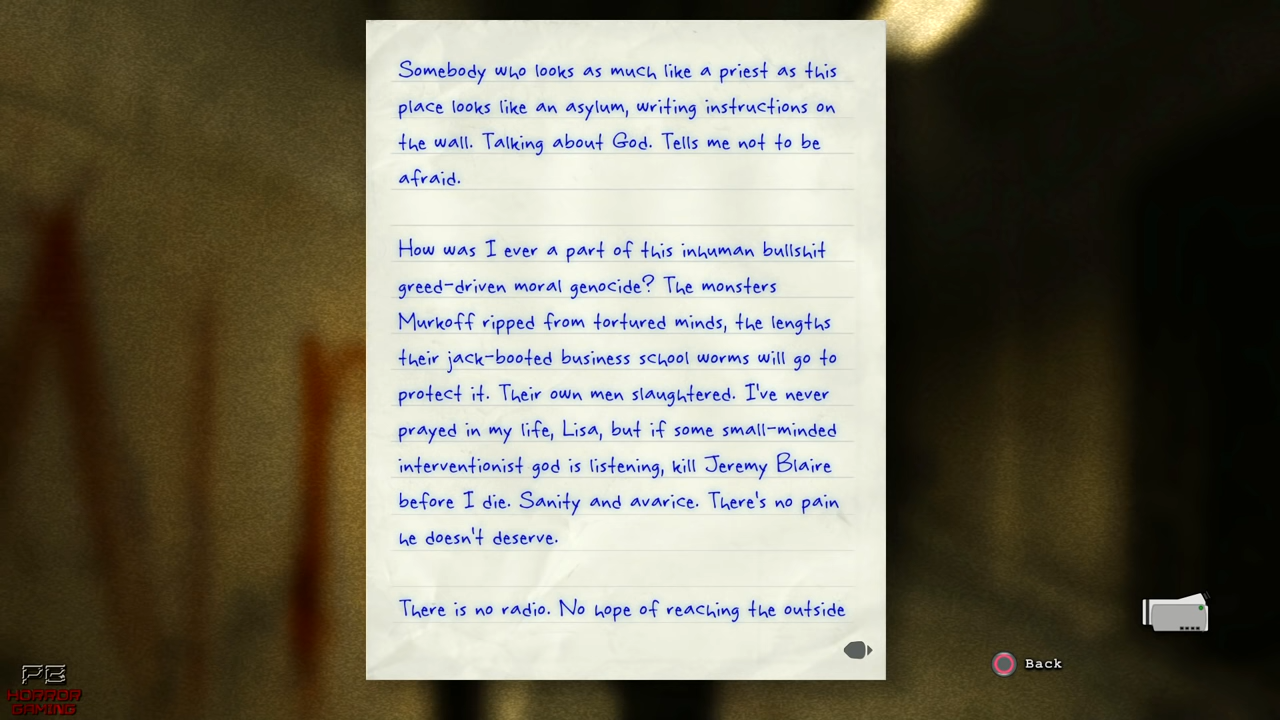 Somebody who looks as much like a priest as this
place looks like an asylum, writing instructions on
the wall. Talking about God. Tells me not to be
afraid.
How was I ever a part of this inhuman bullshit
greed-driven moral genocide? The monsters
Murkoff ripped from tortured minds, the lengths
their jack-booted business school worms will go to
protect it. Their own men slaughtered. I've never
prayed in my life, Lisa, but if some small-minded
interventionist god is listening, kill Jeremy Blaire
before I die. Sanity and avarice. There's no pain
he doesn't deserve.
There is no radio. No hope of reaching the outside
Back
PB
HORROR
GAMING